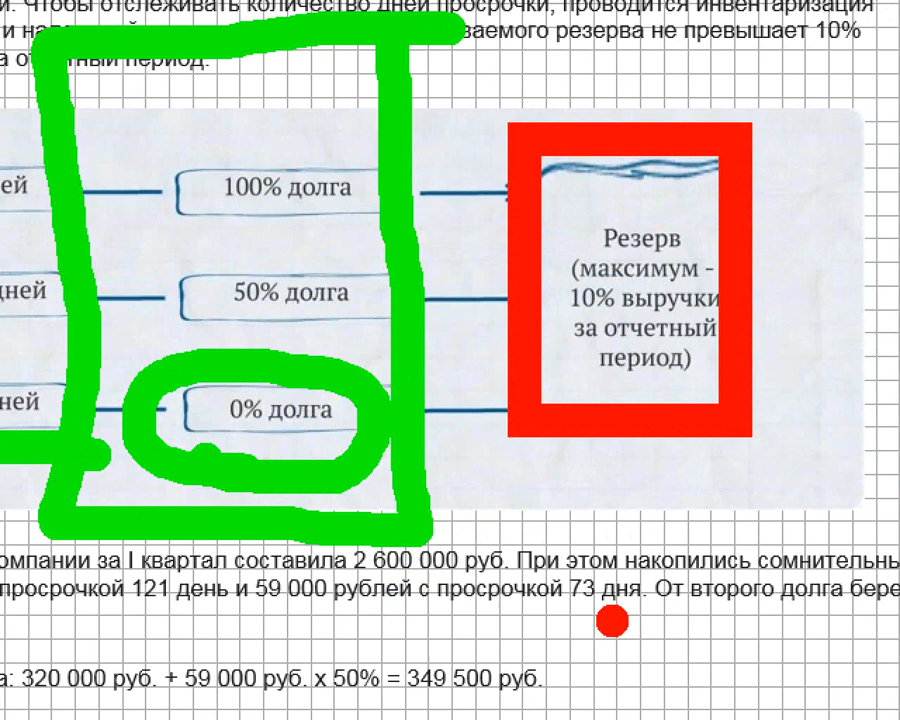 и. Чтобы отслеживать количество дней просрочки, проводится инвентаризация
и ваемого резерва не превышает 10%
а отчетный период.
ей
100% долга
дней
50% долга
ней
0% долга
Резерв
(максимум -
10% выручки
за отчетный
период)
омпании за I квартал составила 2 600 000 руб. При этом накопились сомнительны
просрочкой 121 день и 59 000 рублей с просрочкой 73 дня. От второго долга бере
а: 320 000 руб. + 59 000 руб. х 50% = 349 500 руб.